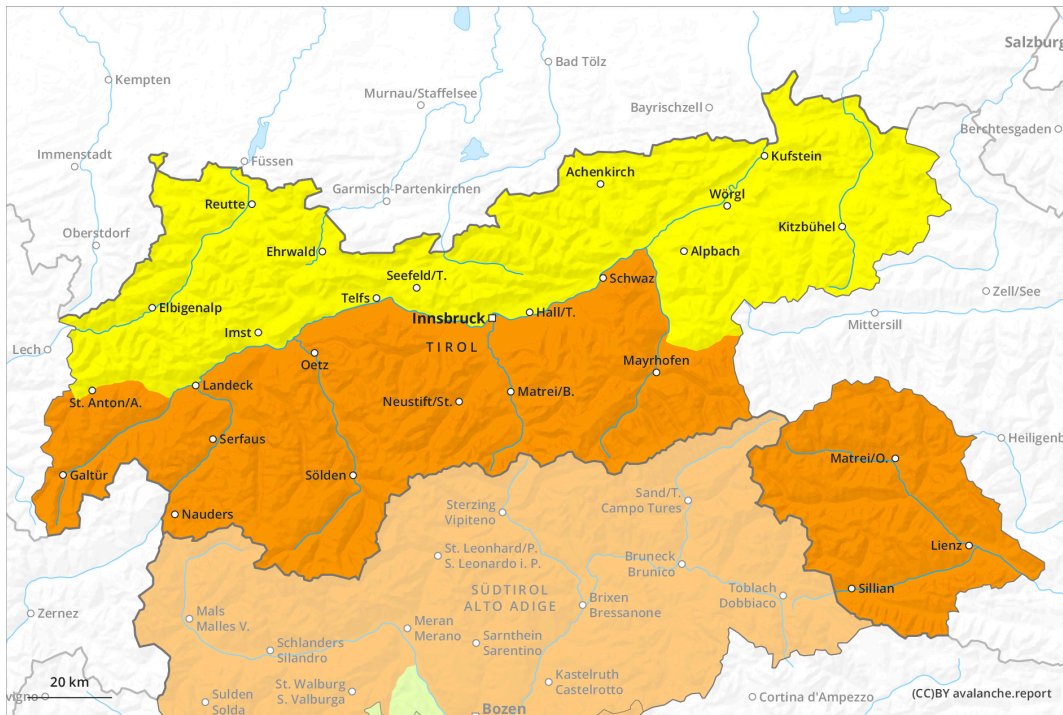 Salzburg
Bad Tölz
Kempten
Murnau/Staffelsee
Bayrischzell
Berchtesgaden
Immenstadt
Füssen
Kufstein
Achenkirch
Garmisch-Partenkirchen
Reutte
Wörgl
Kitzbühel
Oberstdorf
Ehrwald
Alpbach
Seefeld/T.
Schwaz
Zell/See
Telfs
Elbigenalp
Innsbruck
Hall/T.
Mittersill
Imst
Lech
TIROL
Oetz
Mayrhofen
Landeck
St. Anton/A.
Neustift/St.
Matrei/B.
Serfaus
Heiligenb
Matrei/O.
Galtür
Sölden
Sand/T.
Campo Tures
Sterzing
Vipiteno
Nauders
Lienz
St. Leonhard/P.
S. Leonardo i. P.
Bruneck
Brunico
SÜDTIROL
ALTO ADIGE
Sillian
Toblach
Dobbiaco
Brixen
Bressanone
Zernez
Mals
Malles V.
Meran
Merano
Sarnthein
Sarentino
Schlanders
Silandro
Kastelruth
Castelrotto
20 km
St. Walburg
S. Valburga
vigno
Cortina d'Ampezzo
(CC)BY avalanche.report
Sulden
Solda
Bozen